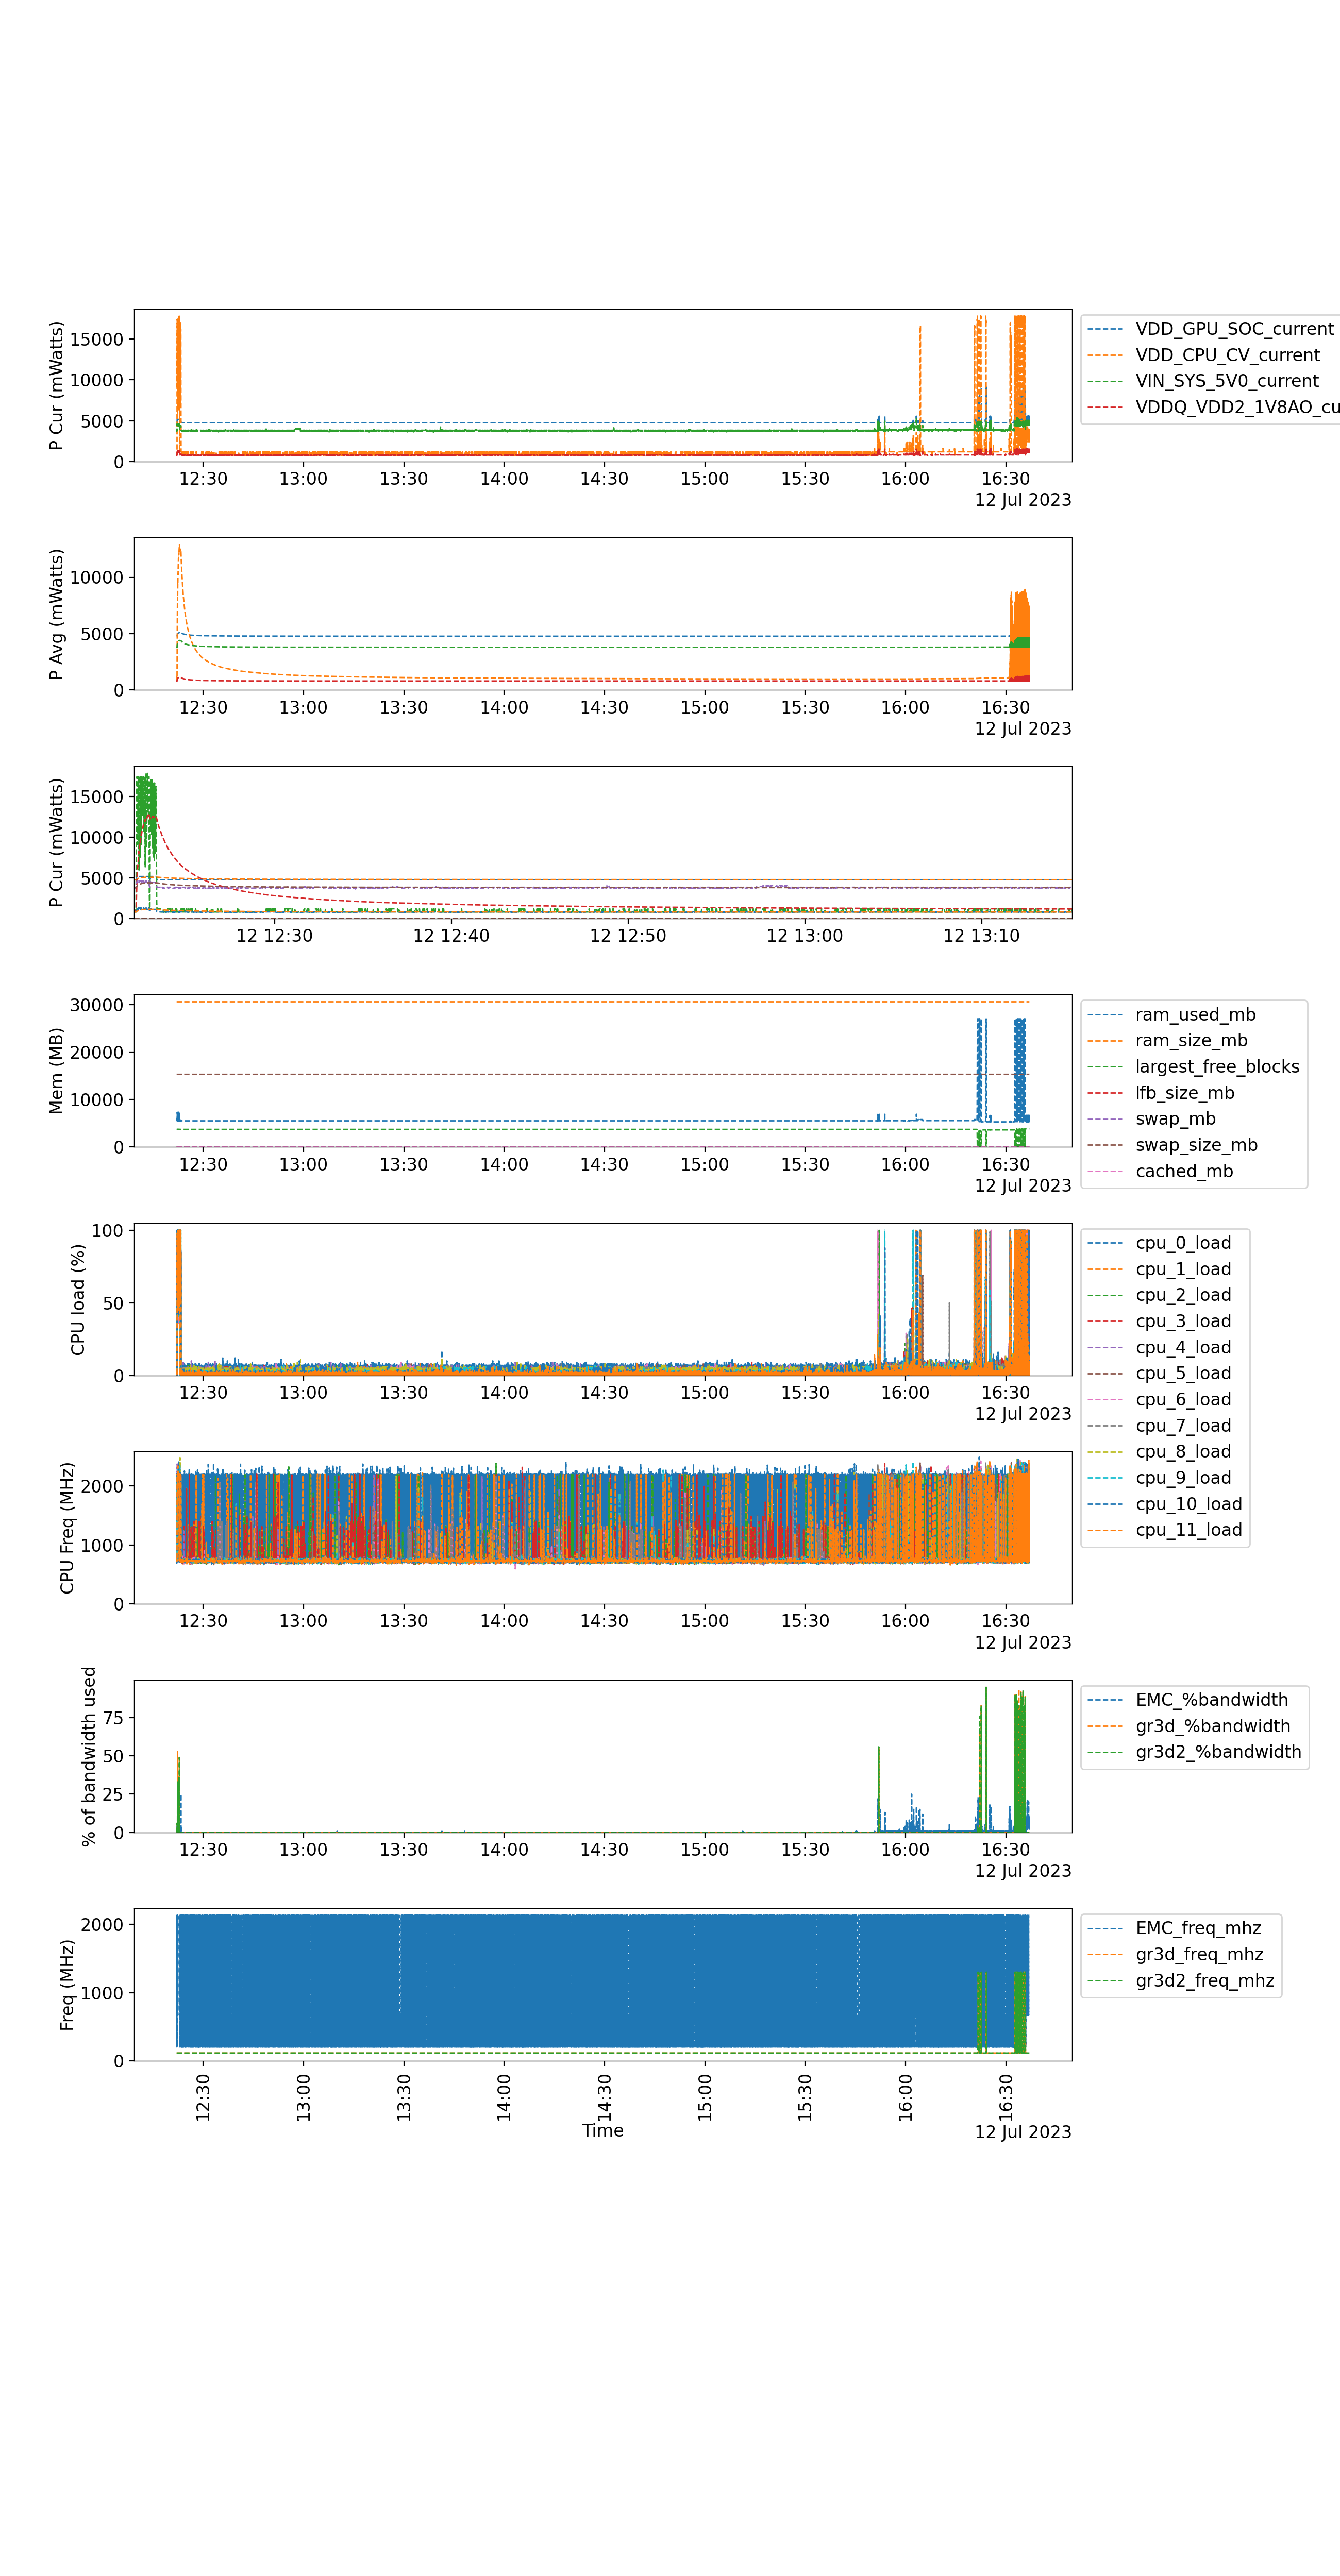 P Cur (mWatts)
15000
10000
5000
0
12:30 13:00 13:30 14:00 14:30 15:00 15:30 16:00 16:30
12 Jul 2023
VDD_GPU_SOC_current
VDD_CPU_CV_current
VIN_SYS_5V0_current
VDDQ_VDD2_1V8AO_cu
P Avg (mWatts)
10000
5000
0
12:30 13:00 13:30 14:00 14:30 15:00 15:30 16:00 16:30
12 Jul 2023
P Cur (mWatts)
15000
10000
5000
0
12 12:30 12 12:40 12 12:50 12 13:00 12 13:10
Mem (MB)
30000
20000
10000
0
12:30 13:00 13:30 14:00 14:30 15:00 15:30 16:00 16:30
12 Jul 2023
ram_used_mb
ram_size_mb
largest_free_blocks
lfb_size_mb
swap_mb
swap_size_mb
cached_mb
CPU load (%)
100
50
0
12:30 13:00 13:30 14:00 14:30 15:00 15:30 16:00 16:30
12 Jul 2023
cpu_0_load
cpu_1_load
cpu_2_load
cpu_3_load
cpu_4_load
cpu_5_load
cpu_6_load
cpu_7_load
cpu_8_load
cpu_9_load
cpu_10_load
cpu_11_load
CPU Freq (MHz)
2000
1000
0
12:30 13:00 13:30 14:00 14:30 15:00 15:30 16:00 16:30
12 Jul 2023
% of bandwidth used
75
50
25
0
12:30 13:00 13:30 14:00 14:30 15:00 15:30 16:00 16:30
12 Jul 2023
EMC_%bandwidth
gr3d_%bandwidth
gr3d2_%bandwidth
Freq (MHz)
2000
1000
0
12:30 13:00 13:30 14:00 14:30 15:00 15:30 16:00 16:30
Time
12 Jul 2023
EMC_freq_mhz
gr3d_freq_mhz
gr3d2_freq_mhz